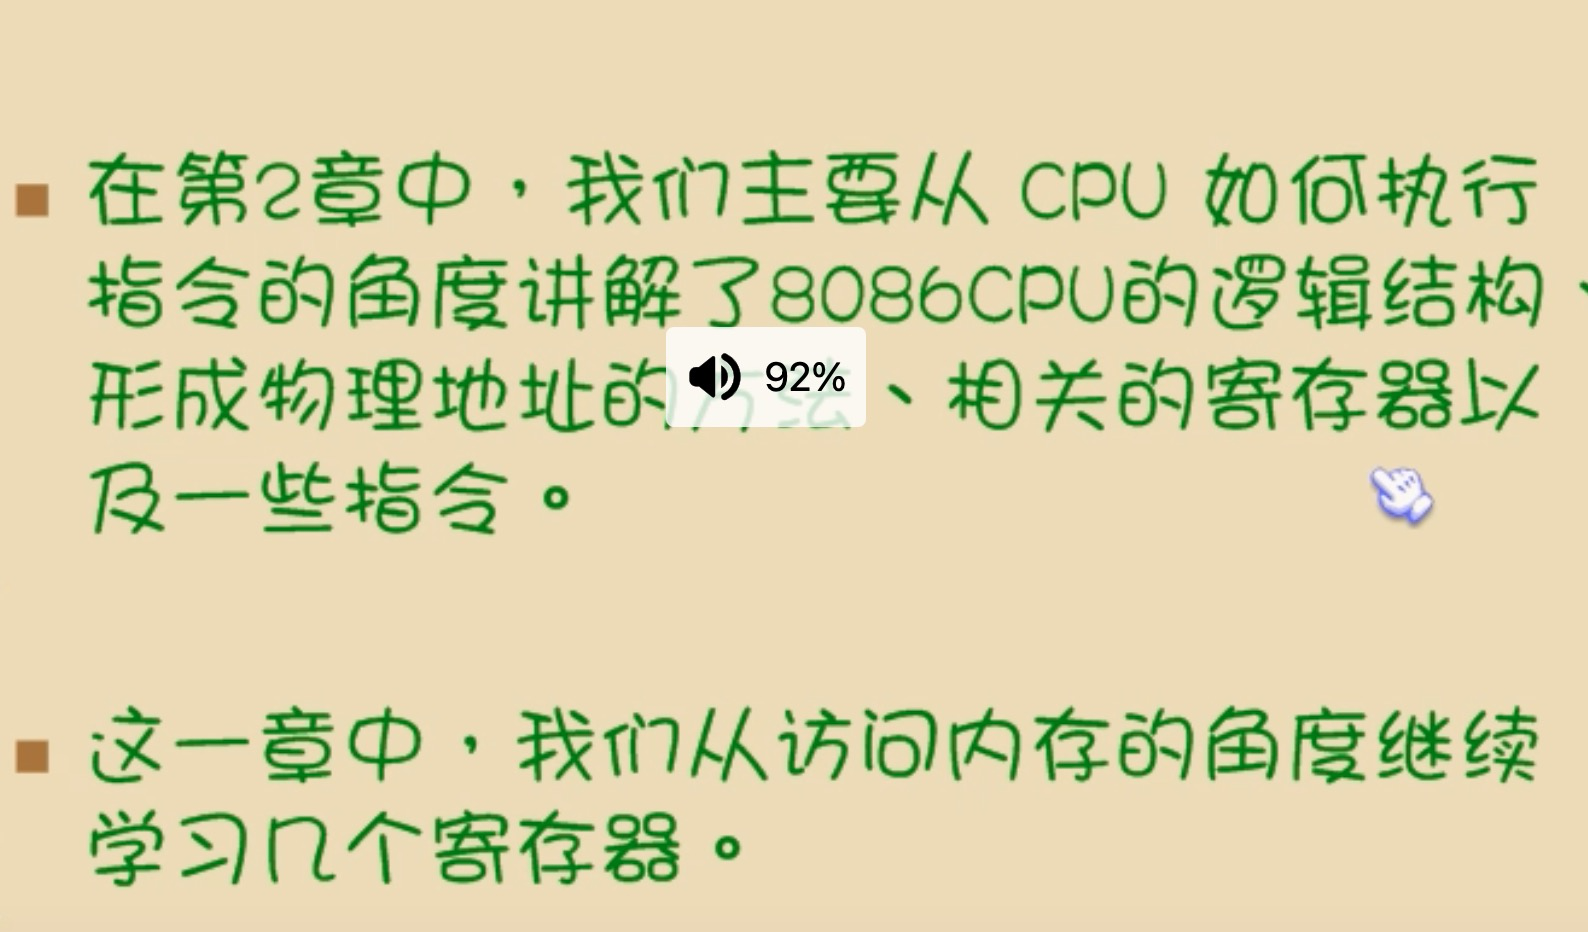 在第2章中，我们主要从 CPU 如何执行
指令的角度讲解了8086CPU的逻辑结构、
形成物理地址的方法、相关的寄存器以
及一些指令。
92%
这一章中，我们从访问内存的角度继续
学习几个寄存器。